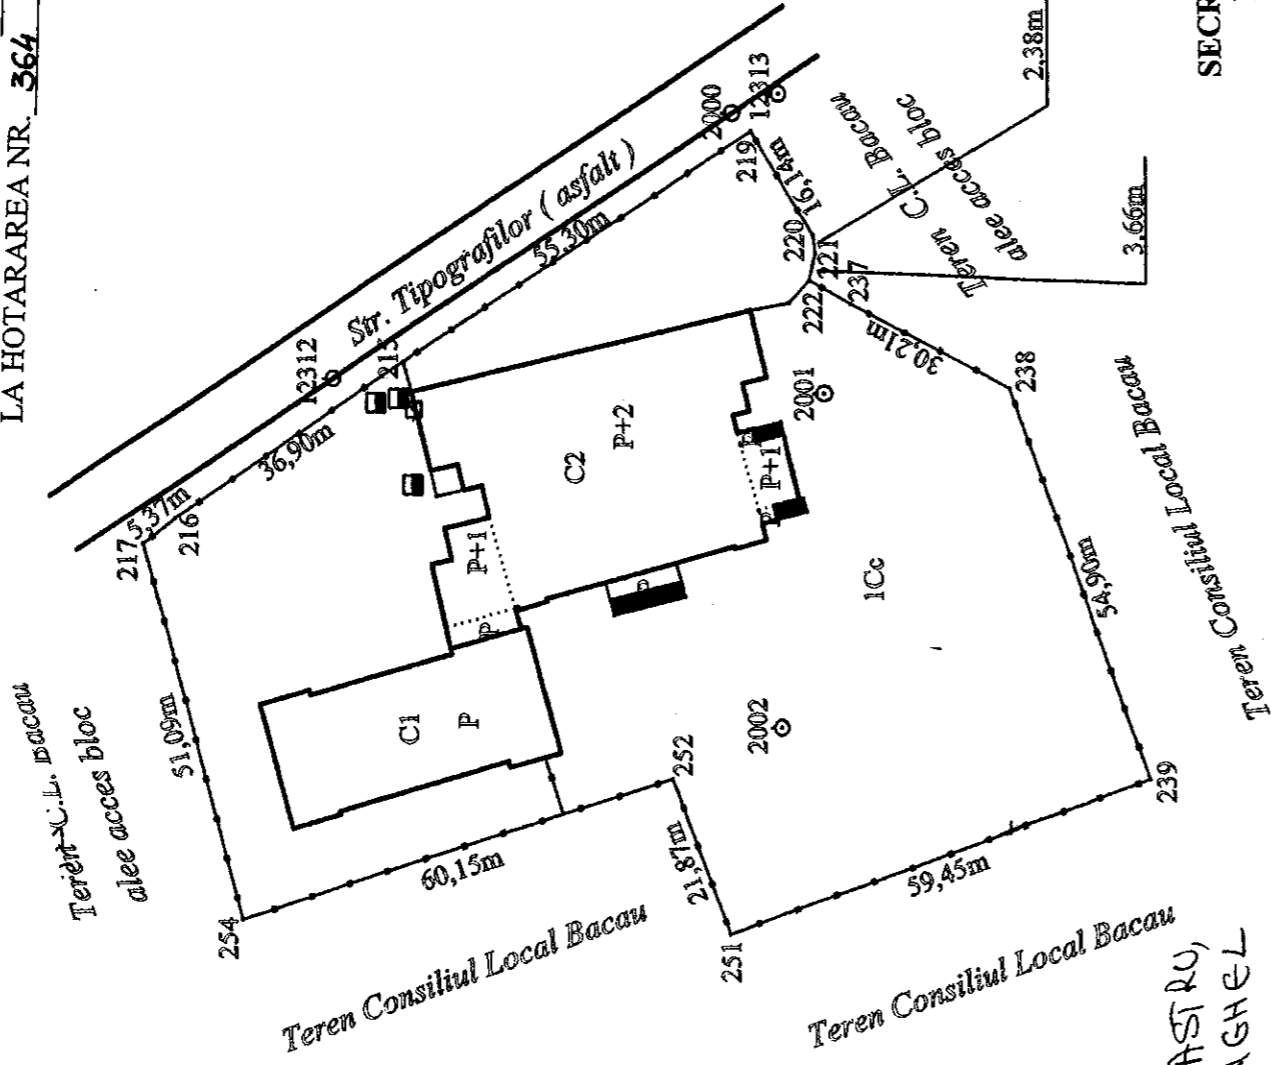 LA HOTARAREA NR. 364
2,38m
SECR
2000
12313
219
Str. Tipografilor ( asfalt )
55,30m
16,14m
Teren C.L. Bacau
alee acces bloc
220
221
237
222
3,66m
12312
215
36,90m
5,37m
217
216
30,21m
238
2001
C2
P+2
P+1
P
P+1
P
P
1Cc
54,90m
Teren Consiliul Local Bacau
Teren C.L. Bacau
alee acces bloc
51,09m
C1
P
2002
252
239
254
60,15m
21,87m
59,45m
251
Teren Consiliul Local Bacau
Teren Consiliul Local Bacau
ASTRU,
AGHEL